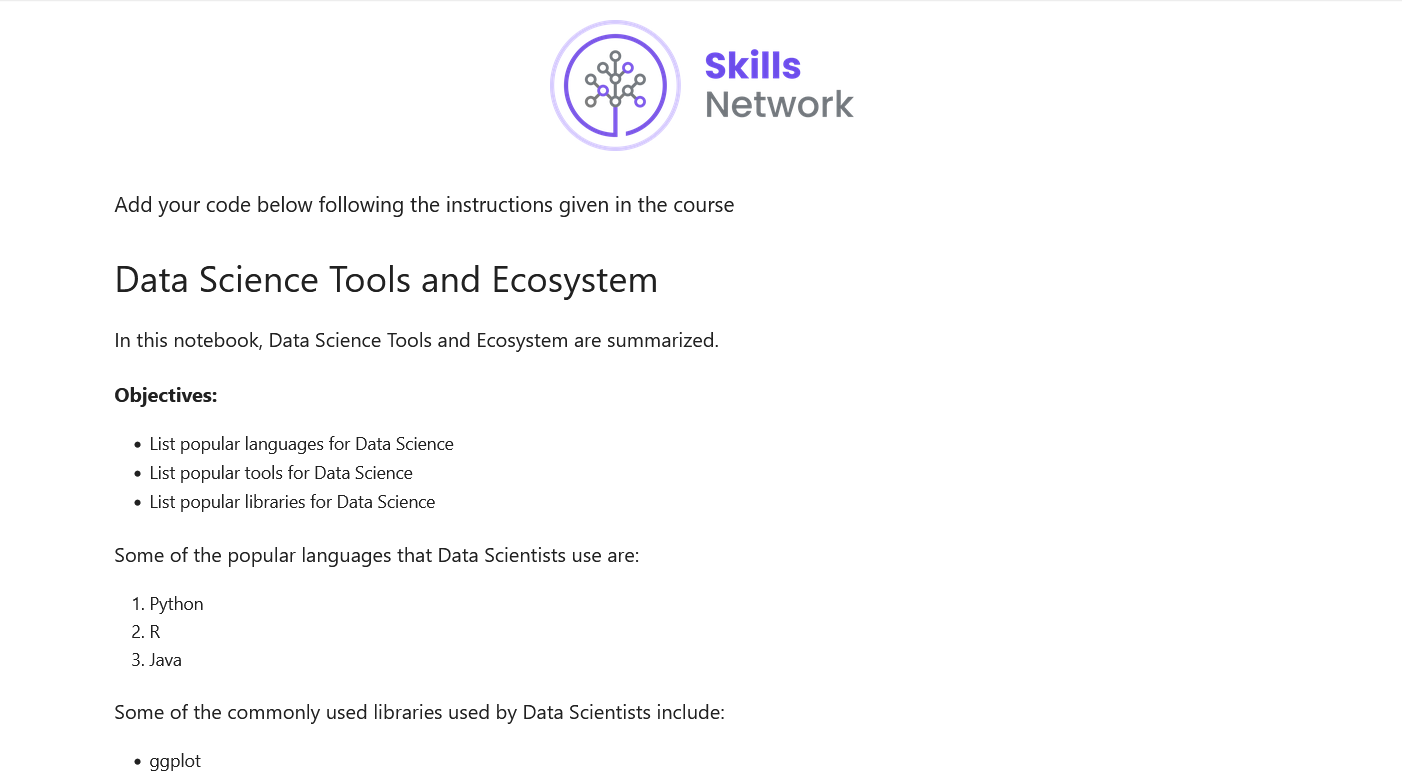 Skills
Network
Add your code below following the instructions given in the course
Data Science Tools and Ecosystem
In this notebook, Data Science Tools and Ecosystem are summarized.
Objectives:
• List popular languages for Data Science
• List popular tools for Data Science
• List popular libraries for Data Science
Some of the popular languages that Data Scientists use are:
1. Python
2. R
3. Java
Some of the commonly used libraries used by Data Scientists include:
• ggplot